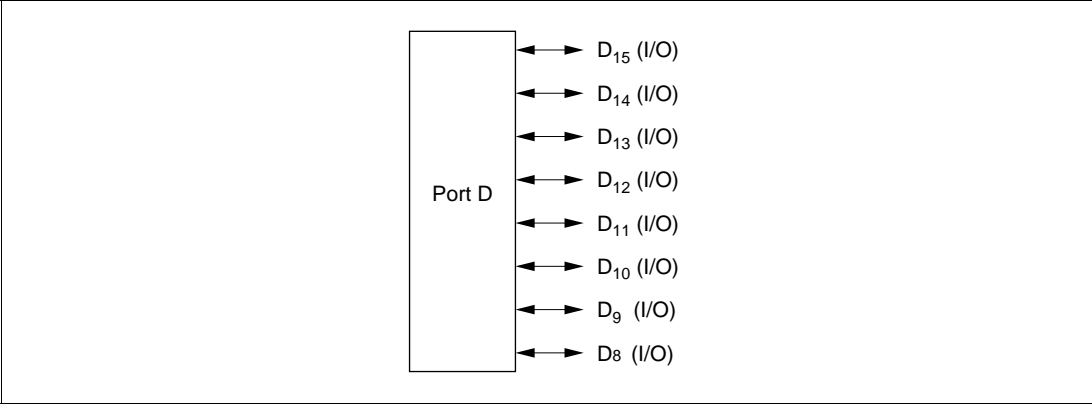 D15 (I/O)
D14 (I/O)
D13 (I/O)
D12 (I/O)
Port D
D11 (I/O)
D10 (I/O)
D9 (I/O)
D8 (I/O)